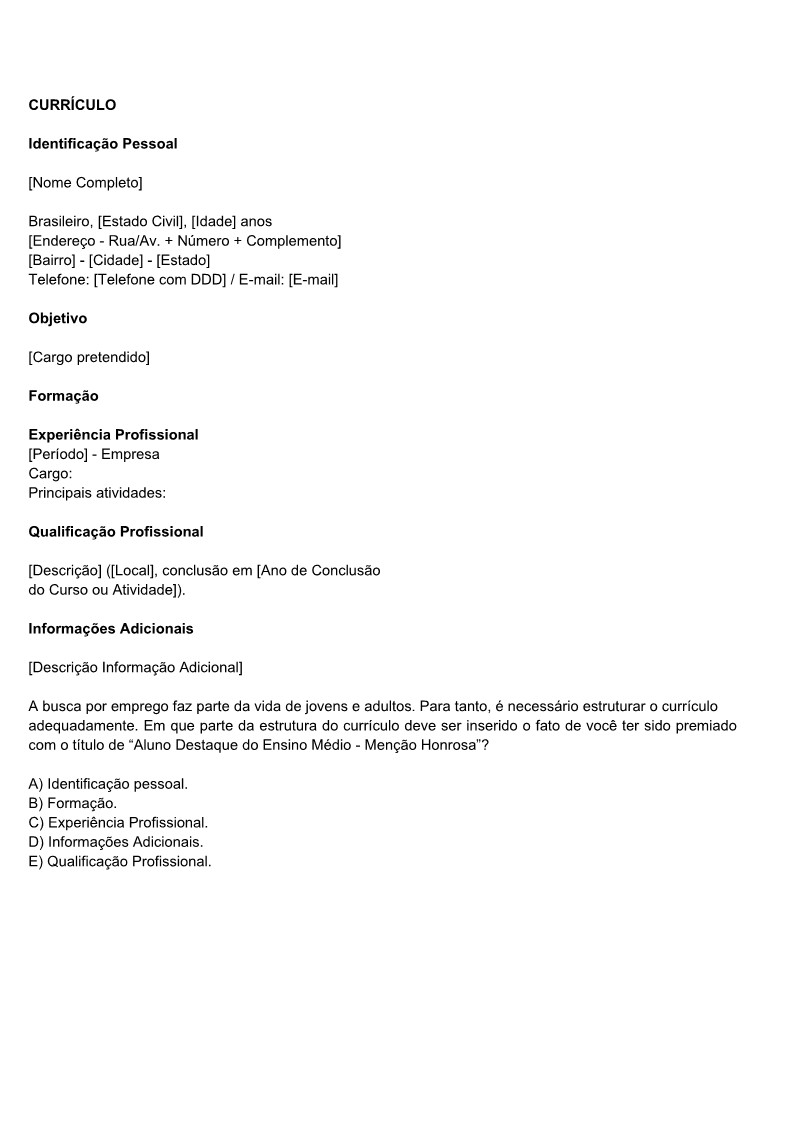 CURRÍCULO
Identificação Pessoal
[Nome Completo]
Brasileiro, [Estado Civil], [Idade] anos
[Endereço - Rua/Av. + Número + Complemento]
[Bairro] - [Cidade] - [Estado]
Telefone: [Telefone com DDD] / E-mail: [E-mail]
Objetivo
[Cargo pretendido]
Formação
Experiência Profissional
[Período] - Empresa
Cargo:
Principais atividades:
Qualificação Profissional
[Descrição] ([Local], conclusão em [Ano de Conclusão
do Curso ou Atividade]).
Informações Adicionais
[Descrição Informação Adicional]
A busca por emprego faz parte da vida de jovens e adultos. Para tanto, é necessário estruturar o currículo
adequadamente. Em que parte da estrutura do currículo deve ser inserido o fato de você ter sido premiado
com o título de “Aluno Destaque do Ensino Médio - Menção Honrosa”?
A) Identificação pessoal.
B) Formação.
C) Experiência Profissional.
D) Informações Adicionais.
E) Qualificação Profissional.